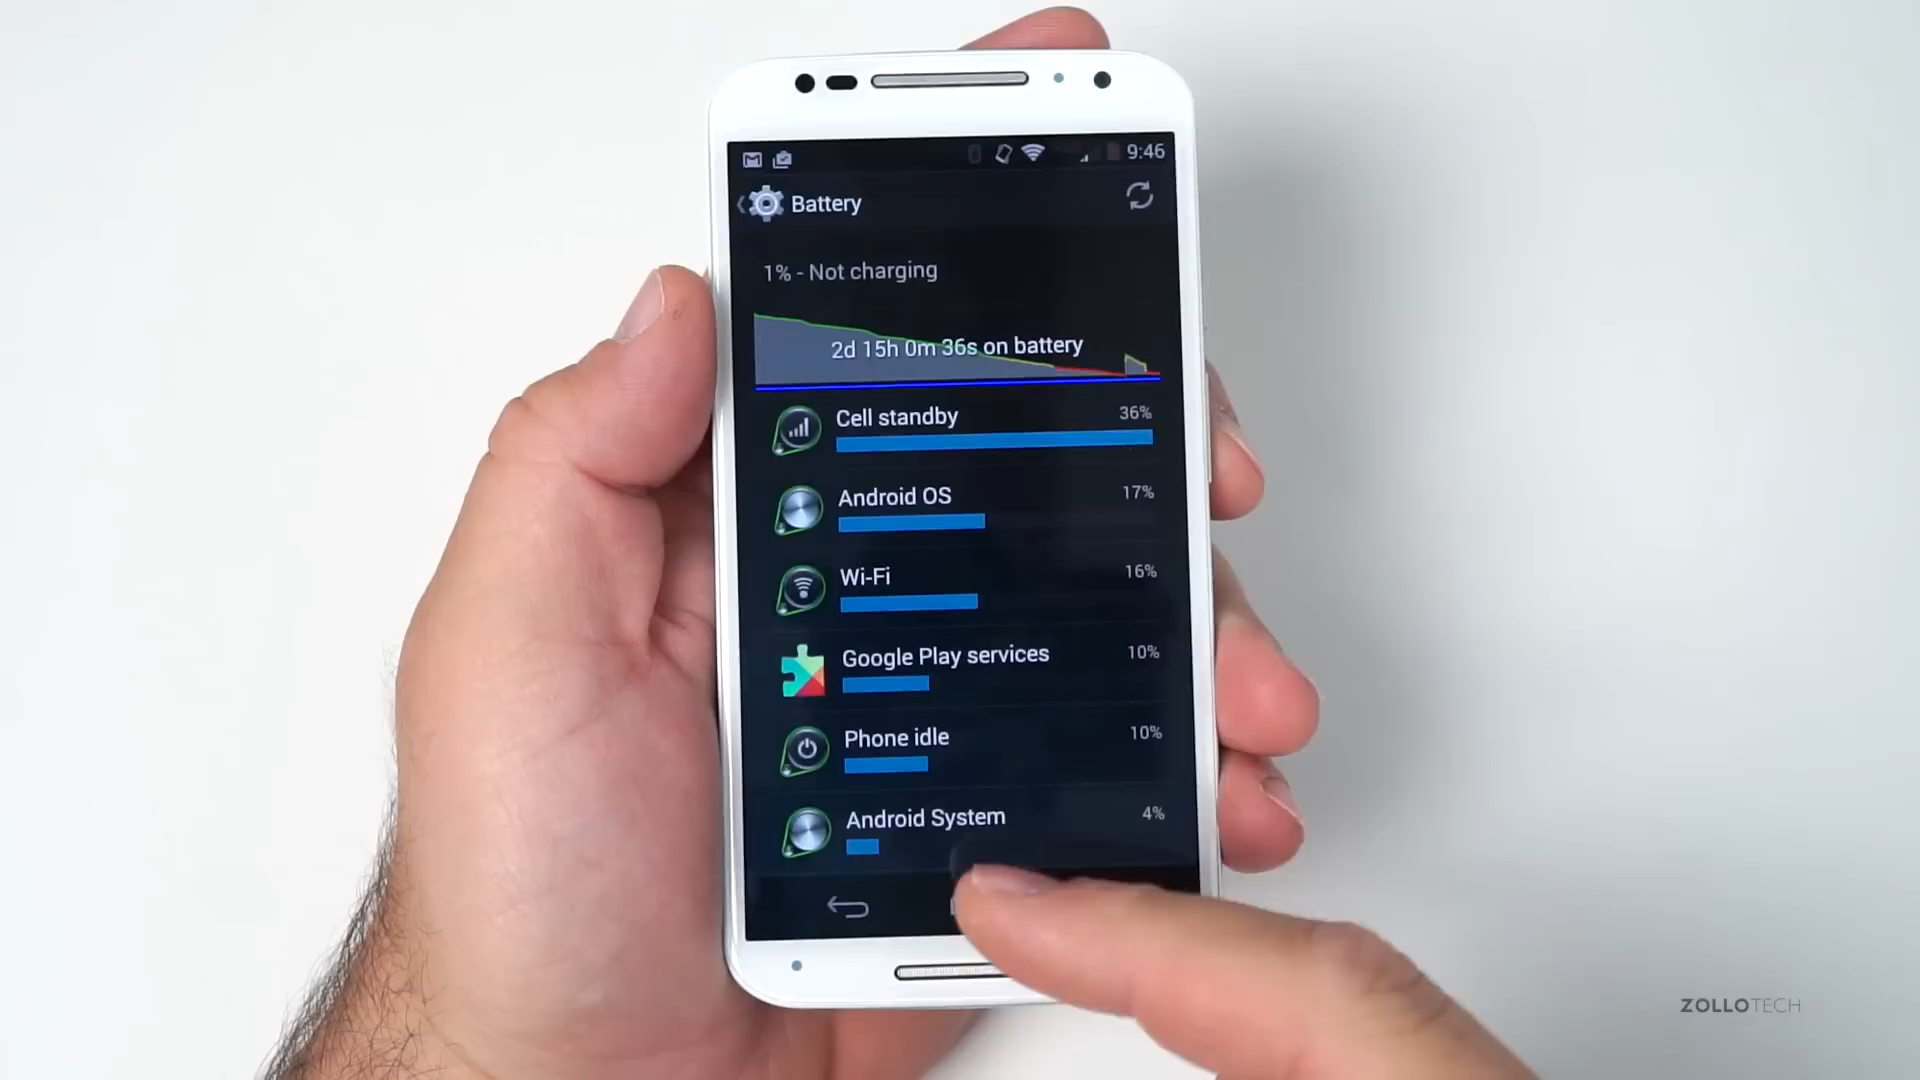 9:46
Battery
1% - Not charging
2d 15h 0m 36s on battery
Cell standby 36%
Android OS 17%
Wi-Fi 16%
Google Play services 10%
Phone idle 10%
Android System 4%
ZOLLOTECH